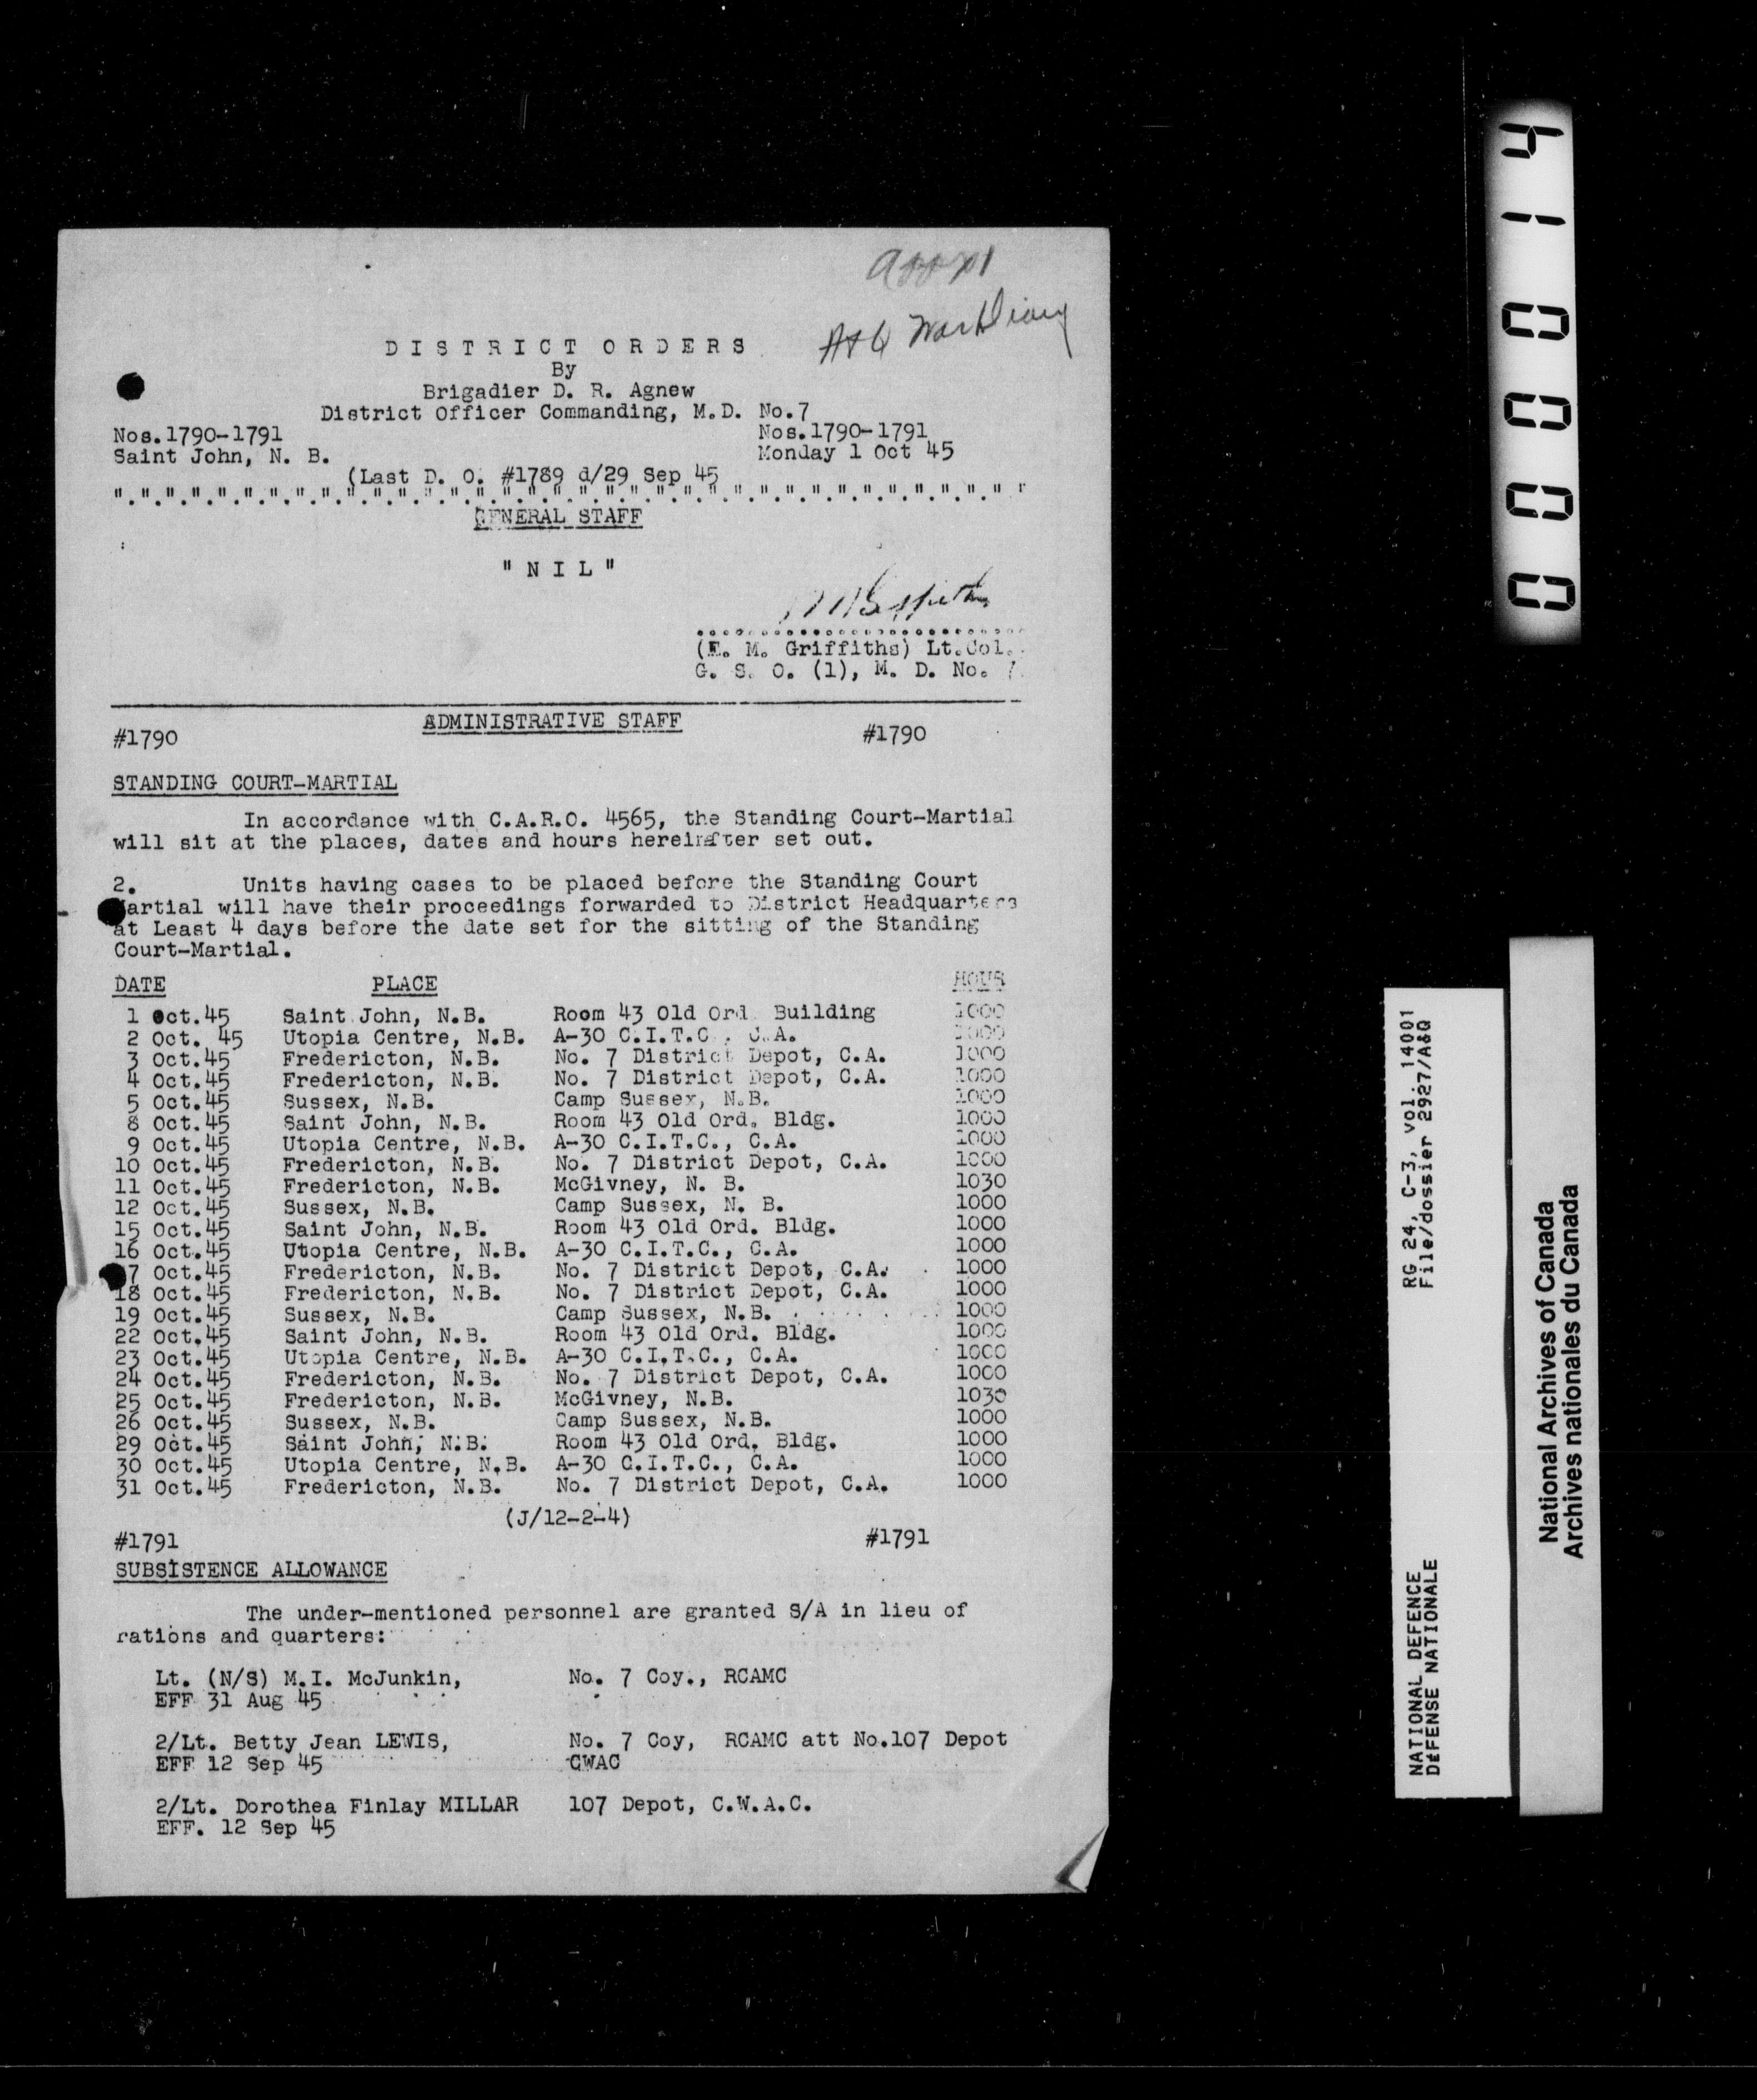 A & Q War Diary
DISTRICT ORDERS
By
Brigadier D. R. Agnew
District Officer Commanding, M.D. No.7
Nos.1790-1791 Nos.1790-1791
Saint John, N. B. Monday 1 Oct 45
(Last D. O. #1789 d/29 Sep 45
GENERAL STAFF
"NIL"
(E. M. Griffiths) Lt.Col.
G. S. O. (1), M. D. No. 7.
ADMINISTRATIVE STAFF
#1790 #1790
STANDING COURT-MARTIAL
In accordance with C.A.R.O. 4565, the Standing Court-Martial
will sit at the places, dates and hours hereinafter set out.
2. Units having cases to be placed before the Standing Court
Martial will have their proceedings forwarded to District Headquarters
at Least 4 days before the date set for the sitting of the Standing
Court-Martial.
DATE PLACE HOUR
1 Oct.45 Saint John, N.B. Room 43 Old Ord. Building 1000
2 Oct. 45 Utopia Centre, N.B. A-30 C.I.T.C., C.A. 1000
3 Oct.45 Fredericton, N.B. No. 7 District Depot, C.A. 1000
4 Oct.45 Fredericton, N.B. No. 7 District Depot, C.A. 1000
5 Oct.45 Sussex, N.B. Camp Sussex, N.B. 1000
8 Oct.45 Saint John, N.B. Room 43 Old Ord. Bldg. 1000
9 Oct.45 Utopia Centre, N.B. A-30 C.I.T.C., C.A. 1000
10 Oct.45 Fredericton, N.B. No. 7 District Depot, C.A. 1000
11 Oct.45 Fredericton, N.B. McGivney, N. B. 1030
12 Oct.45 Sussex, N.B. Camp Sussex, N. B. 1000
15 Oct.45 Saint John, N.B. Room 43 Old Ord. Bldg. 1000
16 Oct.45 Utopia Centre, N.B. A-30 C.I.T.C., C.A. 1000
17 Oct.45 Fredericton, N.B. No. 7 District Depot, C.A. 1000
18 Oct.45 Fredericton, N.B. No. 7 District Depot, C.A. 1000
19 Oct.45 Sussex, N.B. Camp Sussex, N.B. 1000
22 Oct.45 Saint John, N.B. Room 43 Old Ord. Bldg. 1000
23 Oct.45 Utopia Centre, N.B. A-30 C.I.T.C., C.A. 1000
24 Oct.45 Fredericton, N.B. No. 7 District Depot, C.A. 1000
25 Oct.45 Fredericton, N.B. McGivney, N.B. 1030
26 Oct.45 Sussex, N.B. Camp Sussex, N.B. 1000
29 Oct.45 Saint John, N.B. Room 43 Old Ord. Bldg. 1000
30 Oct.45 Utopia Centre, N.B. A-30 C.I.T.C., C.A. 1000
31 Oct.45 Fredericton, N.B. No. 7 District Depot, C.A. 1000
(J/12-2-4)
#1791 #1791
SUBSISTENCE ALLOWANCE
The under-mentioned personnel are granted S/A in lieu of
rations and quarters:
Lt. (N/S) M.I. McJunkin, No. 7 Coy., RCAMC
EFF 31 Aug 45
2/Lt. Betty Jean LEWIS, No. 7 Coy, RCAMC att No.107 Depot
EFF 12 Sep 45 CWAC
2/Lt. Dorothea Finlay MILLAR 107 Depot, C.W.A.C.
EFF. 12 Sep 45
000014
RG 24, C-3, vol. 14001
File/dossier 2927/A&Q
NATIONAL DEFENCE
DEFENSE NATIONALE
National Archives of Canada
Archives nationales du Canada